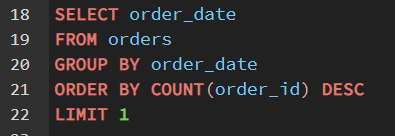 18 SELECT order_date
19 FROM orders
20 GROUP BY order_date
21 ORDER BY COUNT(order_id) DESC
22 LIMIT 1